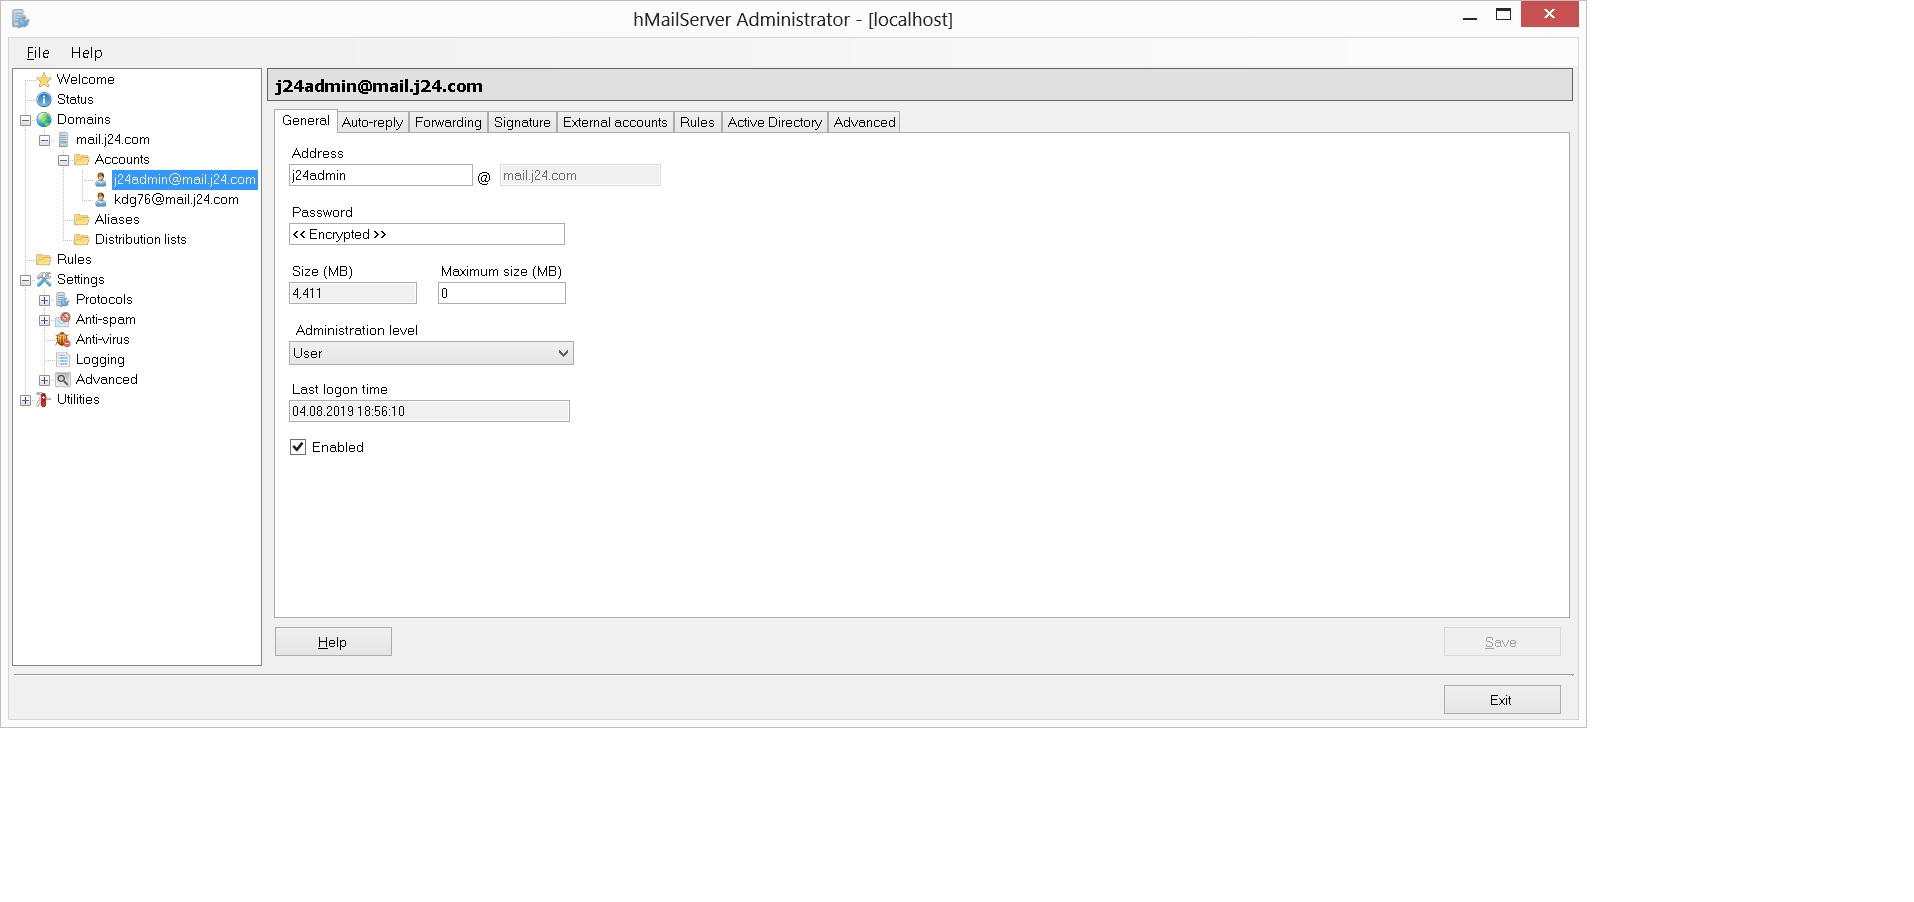 hMailServer Administrator - [localhost]
File Help
Welcome
Status
Domains
mail.j24.com
Accounts
j24admin@mail.j24.com
kdg76@mail.j24.com
Aliases
Distribution lists
Rules
Settings
Protocols
Anti-spam
Anti-virus
Logging
Advanced
Utilities
j24admin@mail.j24.com
General Auto-reply Forwarding Signature External accounts Rules Active Directory Advanced
Address
j24admin @ mail.j24.com
Password
<< Encrypted >>
Size (MB) Maximum size (MB)
4,411 0
Administration level
User
Last logon time
04.08.2019 18:56:10
Enabled
Help Save
Exit